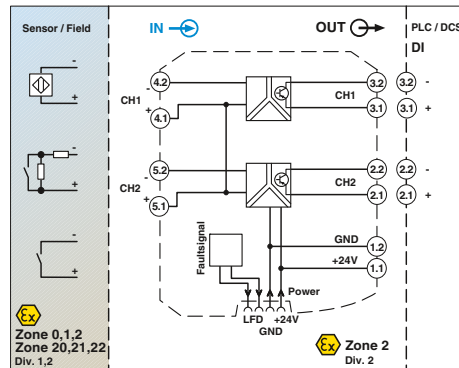 Sensor / Field
IN
OUT
PLC / DCS
DI
-
+
-
+
-
+
4.2
-
CH1
+
4.1
3.2
CH1
3.1
3.2 -
3.1 +
5.2
-
CH2
+
5.1
2.2
CH2
2.1
2.2 -
2.1 +
GND
1.2
+24V
1.1
Faultsignal
Power
LFD
+24V
GND
Ex
Zone 0,1,2
Zone 20,21,22
Div. 1,2
Ex
Zone 2
Div. 2